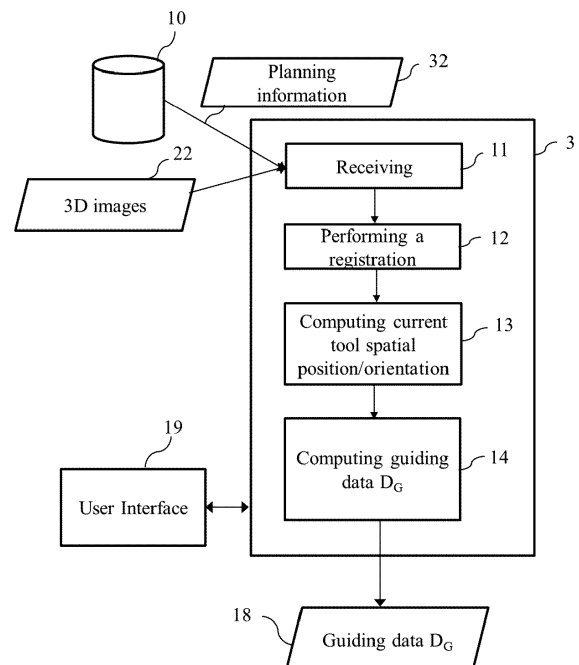 10
Planning
information
32
22
3D images
Receiving
11
3
Performing a
registration
12
Computing current
tool spatial
position/orientation
13
Computing guiding
data DG
14
19
User Interface
18
Guiding data DG